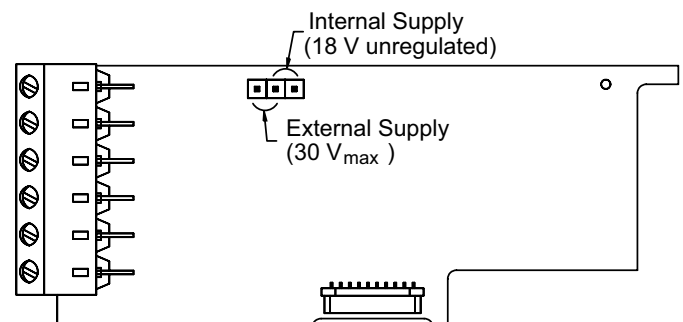 Internal Supply
(18 V unregulated)
External Supply
(30 Vmax )